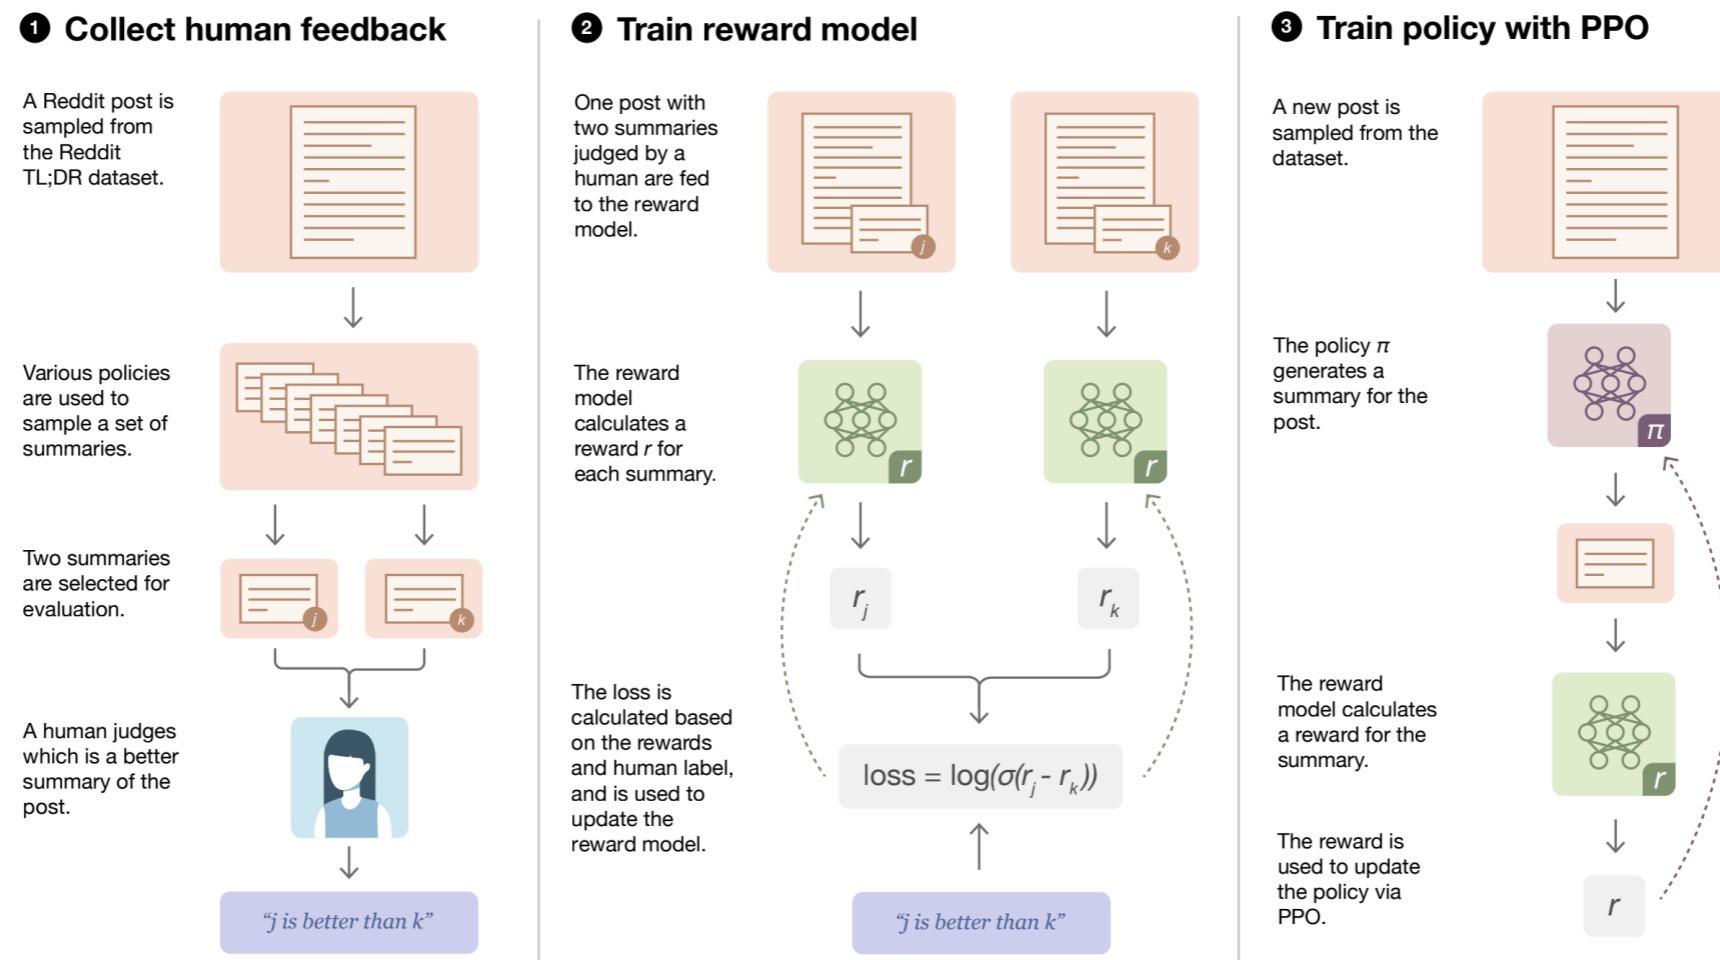 1 Collect human feedback
A Reddit post is
sampled from
the Reddit
TL;DR dataset.
Various policies
are used to
sample a set of
summaries.
Two summaries
are selected for
evaluation.
j
k
A human judges
which is a better
summary of the
post.
“j is better than k”
2 Train reward model
One post with
two summaries
judged by a
human are fed
to the reward
model.
j
k
The reward
model
calculates a
reward r for
each summary.
r
r
r_j
r_k
The loss is
calculated based
on the rewards
and human label,
and is used to
update the
reward model.
loss = log(σ(r_j - r_k))
“j is better than k”
3 Train policy with PPO
A new post is
sampled from the
dataset.
The policy π
generates a
summary for the
post.
π
The reward
model calculates
a reward for the
summary.
r
The reward is
used to update
the policy via
PPO.
r